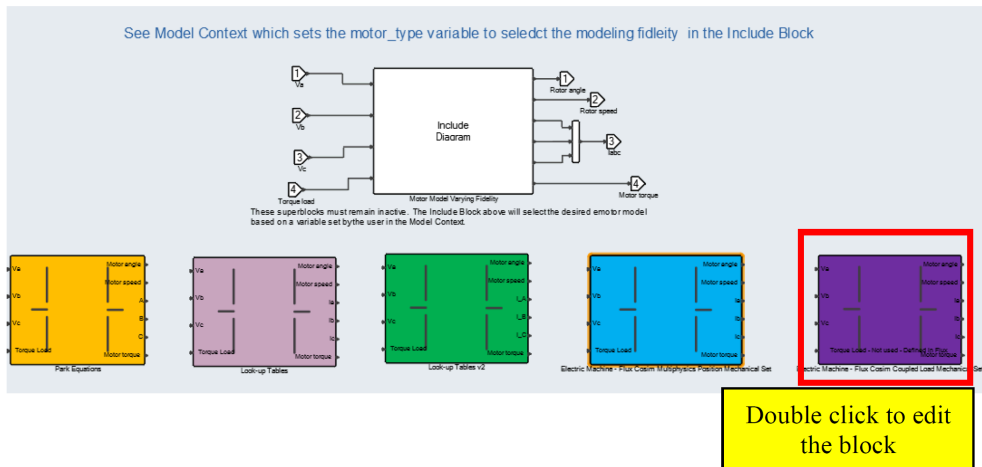 See Model Context which sets the motor_type variable to seledct the modeling fidleity in the Include Block
1
Va
2
Vb
3
Vc
4
Torque load
Include
Diagram
1
Rotor angle
2
Rotor speed
3
Iabc
4
Motor torque
Motor Model Varying Fidelity
These superblocks must remain inactive. The Include Block above will select the desired emotor model
based on a variable set by the user in the Model Context.
Va
Vb
Vc
Torque Load
Motor angle
Motor speed
A
B
C
Motor torque
Park Equations
Va
Vb
Vc
Torque Load
Motor angle
Motor speed
Ia
Ib
Ic
Motor torque
Look-up Tables
Va
Vb
Vc
Torque Load
Motor angle
Motor speed
I_A
I_B
I_C
Motor torque
Look-up Tables v2
Va
Vb
Vc
Torque Load
Motor angle
Motor speed
Ia
Ib
Ic
Motor torque
Electric Machine - Flux Cosim Multiphysics Position Mechanical Set
Va
Vb
Vc
Torque Load - Not used - Defined in Flux
Motor angle
Motor speed
Ia
Ib
Ic
Motor torque
Electric Machine - Flux Cosim Coupled Load Mechanical Set
Double click to edit
the block